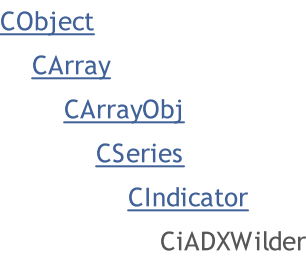 CObject
CArray
CArrayObj
CSeries
CIndicator
CiADXWilder